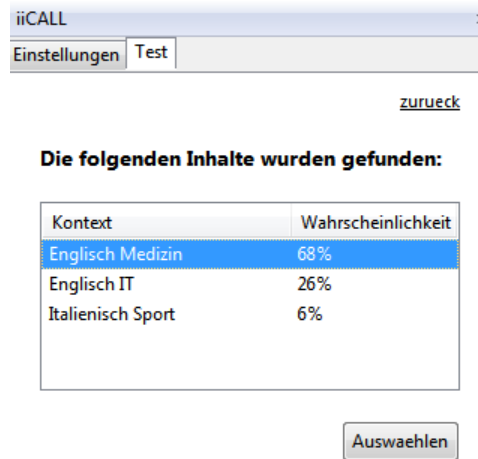 iiCALL
Einstellungen Test
zurueck
Die folgenden Inhalte wurden gefunden:
Kontext Wahrscheinlichkeit
Englisch Medizin 68%
Englisch IT 26%
Italienisch Sport 6%
Auswaehlen